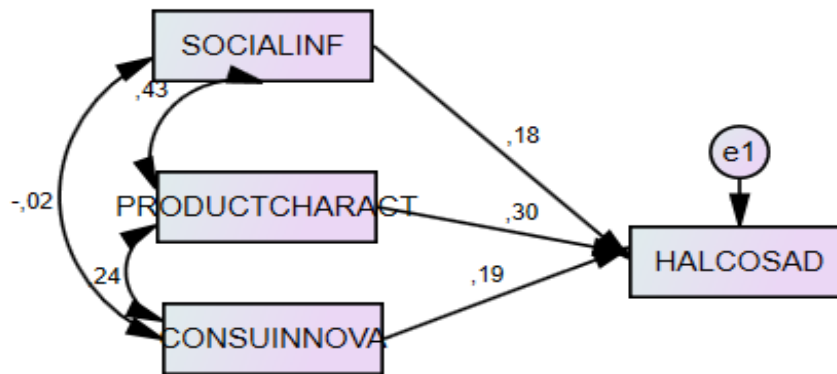 SOCIALINF
,43
,18
e1
-,02
PRODUCTCHARACT
,30
HALCOSAD
,24
,19
CONSUINNOVA